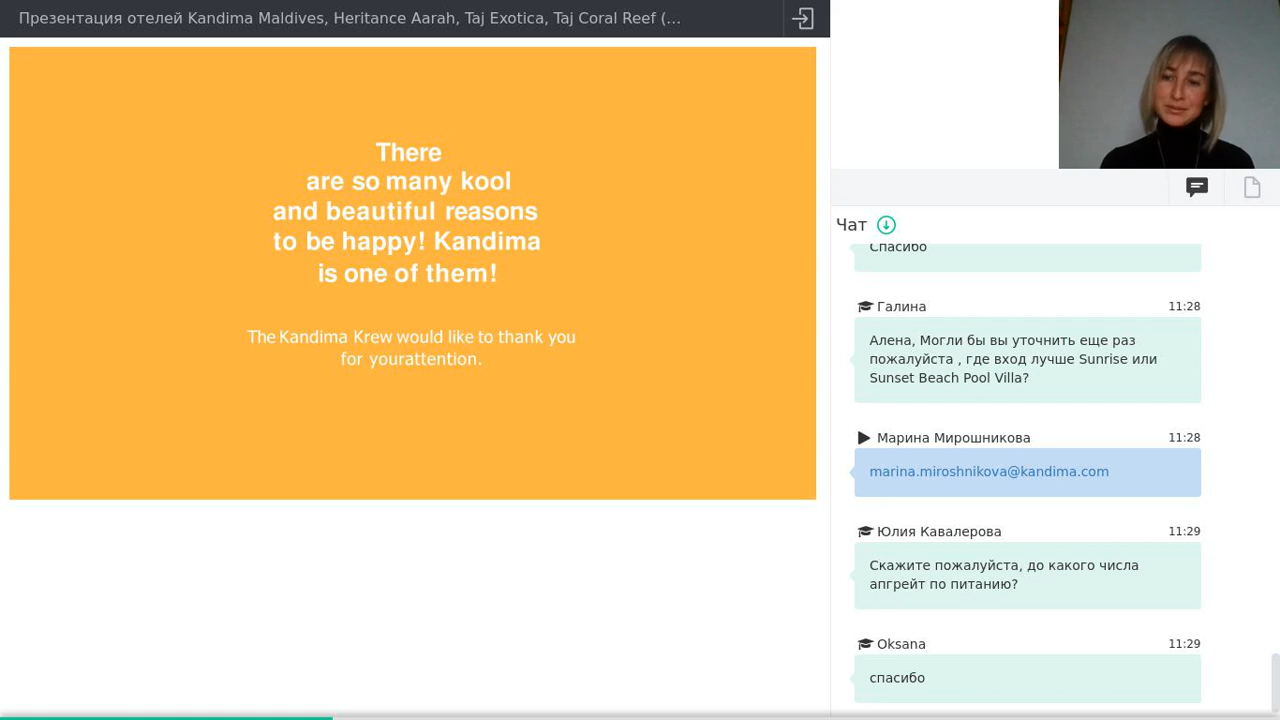 Презентация отелей Kandima Maldives, Heritance Aarah, Taj Exotica, Taj Coral Reef (...
There
are so many kool
and beautiful reasons
to be happy! Kandima
is one of them!
The Kandima Krew would like to thank you
for yourattention.
Чат
Спасибо
Галина 11:28
Алена, Могли бы вы уточнить еще раз
пожалуйста , где вход лучше Sunrise или
Sunset Beach Pool Villa?
Марина Мирошникова 11:28
marina.miroshnikova@kandima.com
Юлия Кавалерова 11:29
Скажите пожалуйста, до какого числа
апгрейт по питанию?
Oksana 11:29
спасибо